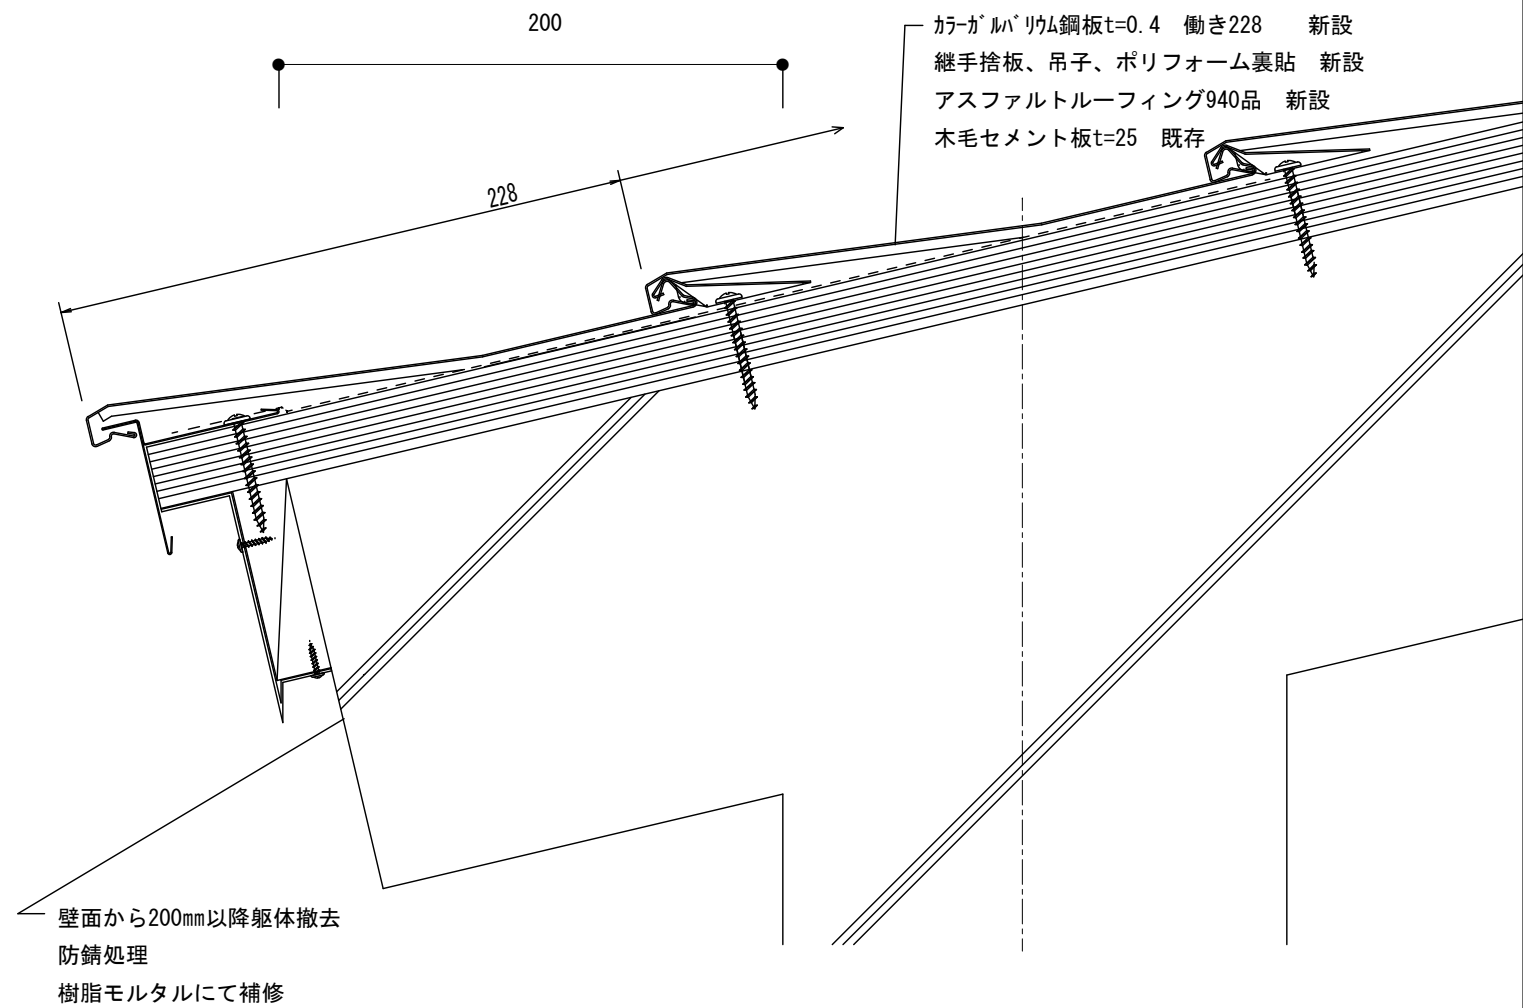 200
ｶﾗｰｶﾞﾙﾊﾞﾘｳﾑ鋼板t=0.4　働き228　　新設
継手捨板、吊子、ポリフォーム裏貼　新設
アスファルトルーフィング940品　新設
木毛セメント板t=25　既存
228
壁面から200mm以降躯体撤去
防錆処理
樹脂モルタルにて補修